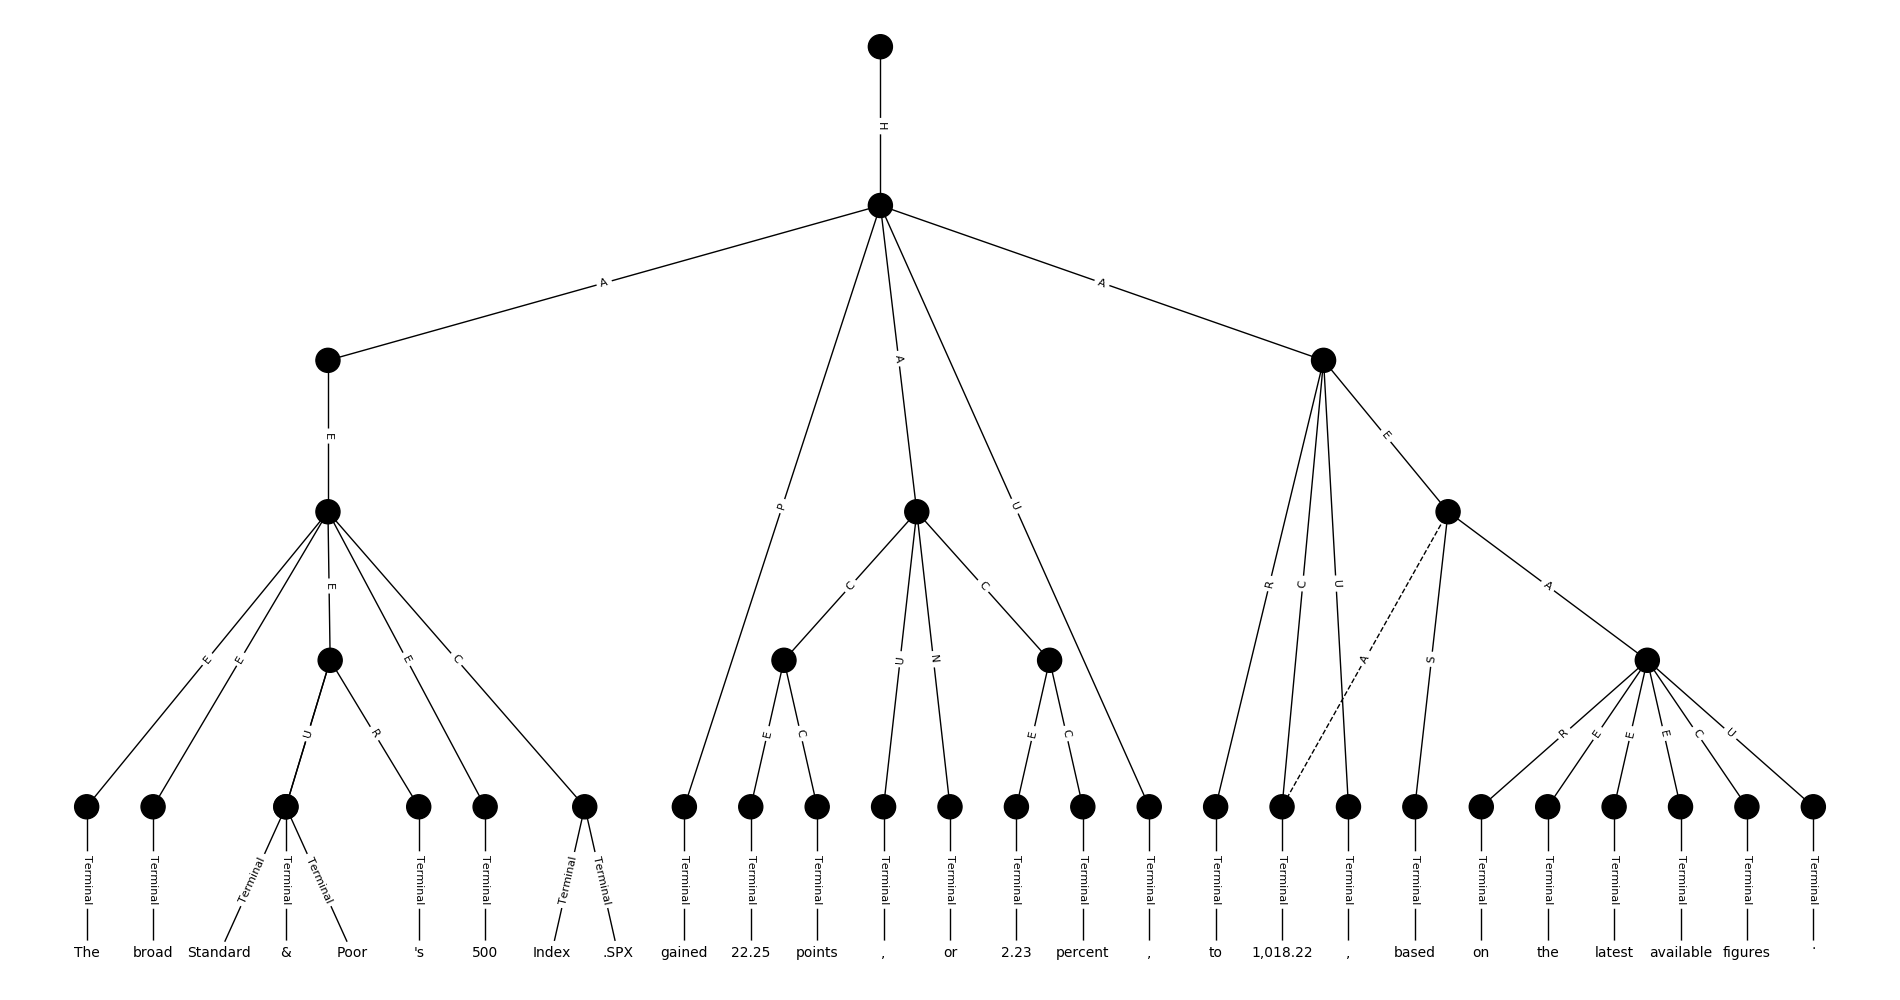 H
A A
A
E E
P U
E R C U C C A
E E E C U N A S
U R E C E C R E E E C U
Terminal Terminal Terminal Terminal Terminal Terminal Terminal Terminal Terminal Terminal Terminal Terminal Terminal Terminal Terminal Terminal Terminal Terminal Terminal Terminal Terminal Terminal Terminal Terminal Terminal Terminal Terminal
The broad Standard & Poor 's 500 Index .SPX gained 22.25 points , or 2.23 percent , to 1,018.22 , based on the latest available figures .